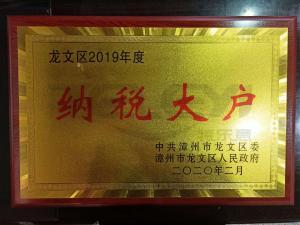 龙文区2019年度
纳税大户
中共漳州市龙文区委
漳州市龙文区人民政府
二〇二〇年二月